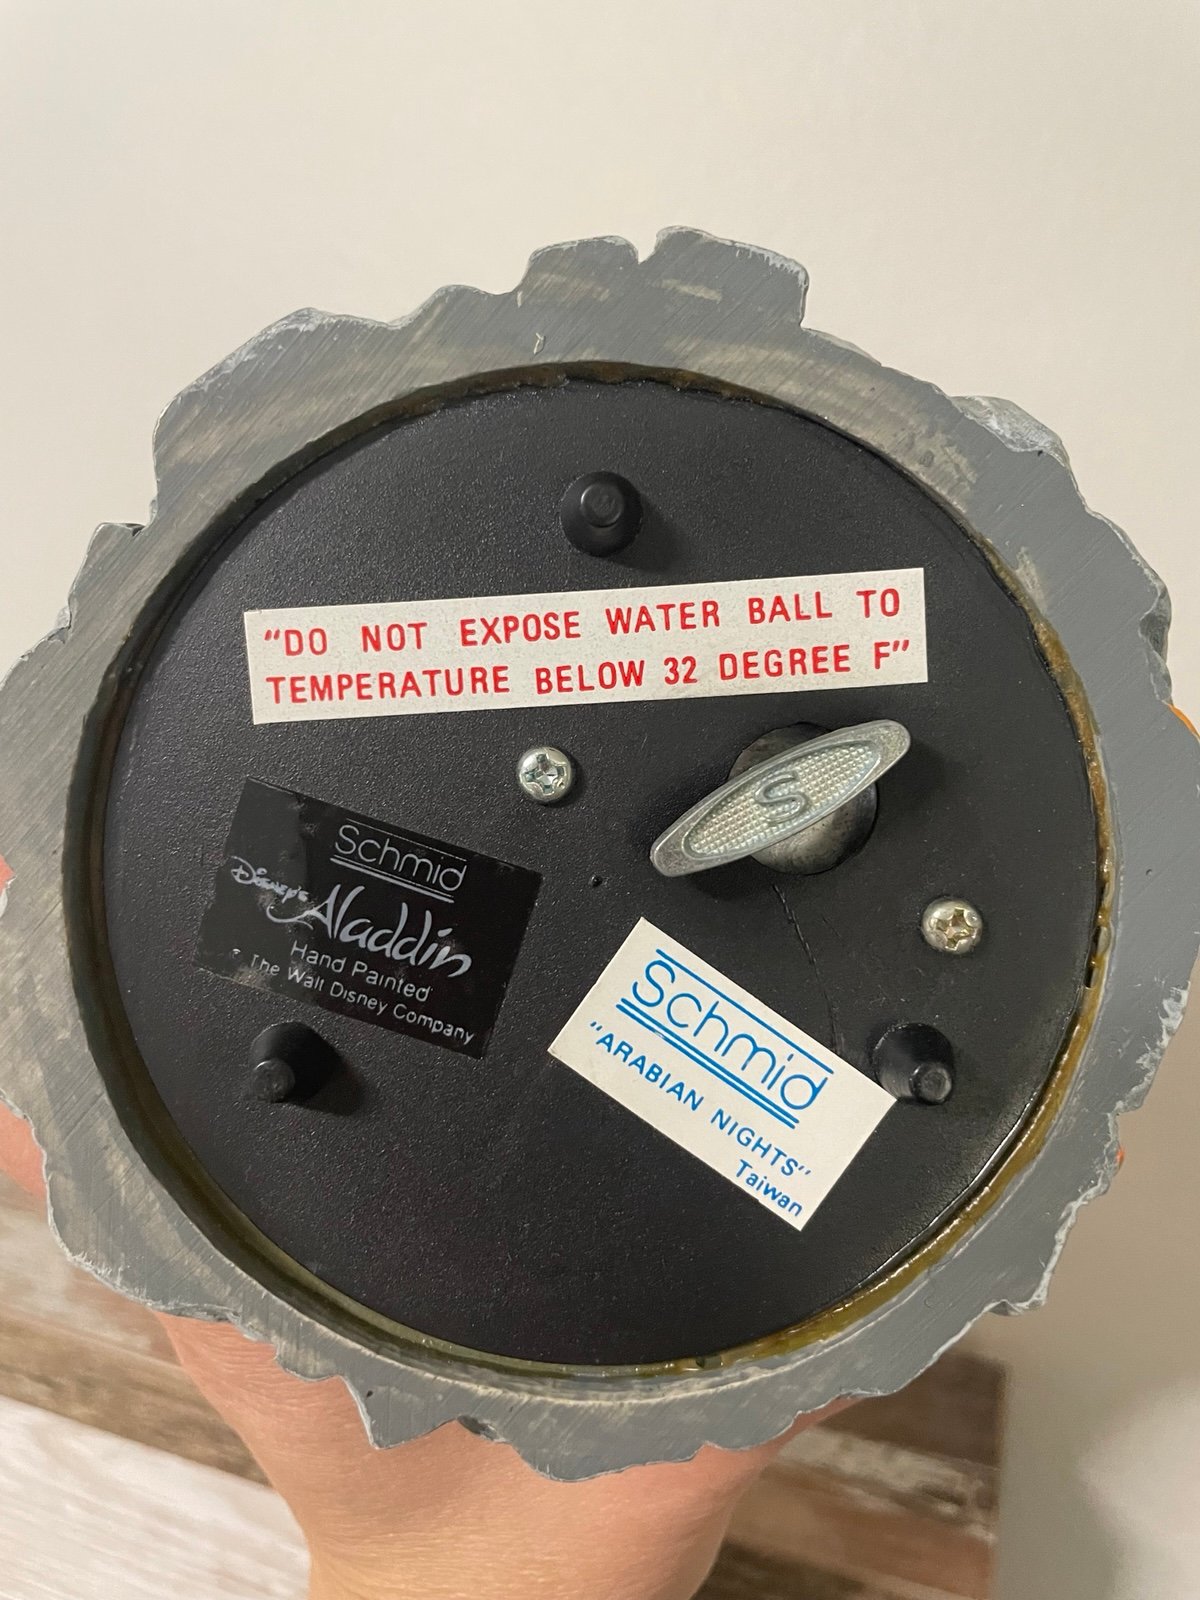 "DO NOT EXPOSE WATER BALL TO
TEMPERATURE BELOW 32 DEGREE F"
S
Schmid
DISNEY'S Aladdin
Hand Painted
The Walt Disney Company
Schmid
"ARABIAN NIGHTS"
Taiwan